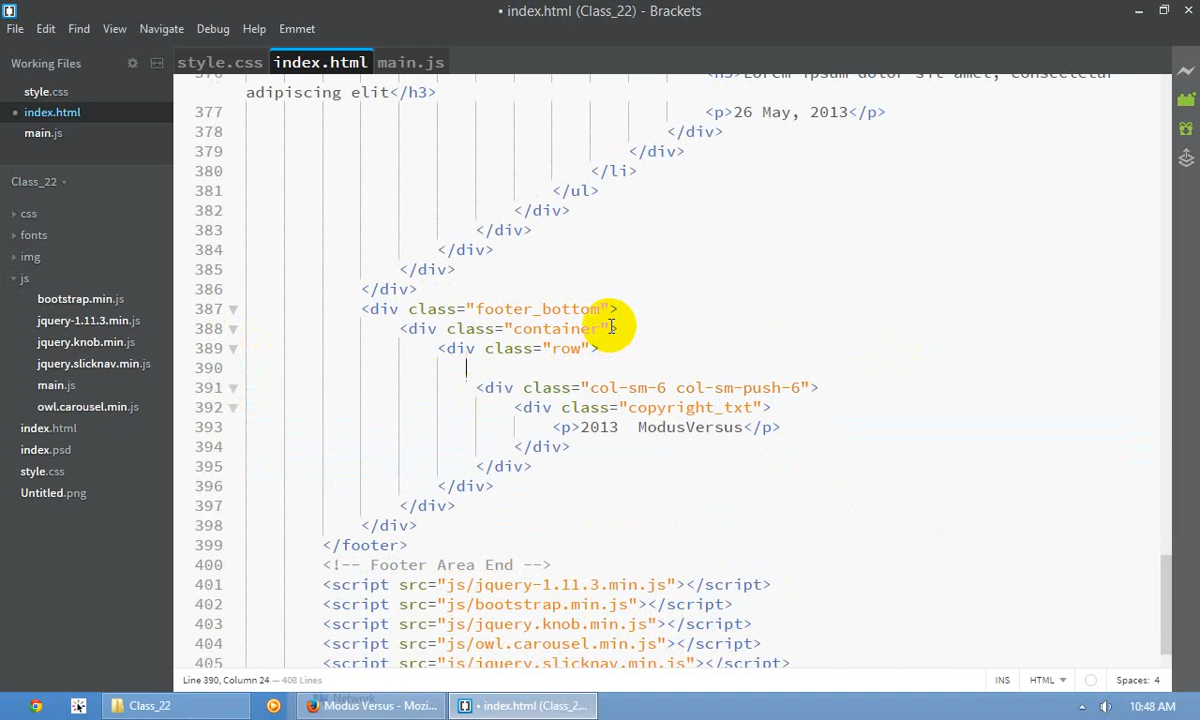 • index.html (Class_22) - Brackets
File Edit Find View Navigate Debug Help Emmet
Working Files
style.css
index.html
main.js
Class_22
css
fonts
img
js
bootstrap.min.js
jquery-1.11.3.min.js
jquery.knob.min.js
jquery.slicknav.min.js
main.js
owl.carousel.min.js
index.html
index.psd
style.css
Untitled.png
style.css index.html main.js
376 <h3>Lorem ipsum dolor sit amet, consectetur
adipiscing elit</h3>
377 <p>26 May, 2013</p>
378 </div>
379 </div>
380 </li>
381 </ul>
382 </div>
383 </div>
384 </div>
385 </div>
386 </div>
387 <div class="footer_bottom">
388 <div class="container">
389 <div class="row">
390
391 <div class="col-sm-6 col-sm-push-6">
392 <div class="copyright_txt">
393 <p>2013  ModusVersus</p>
394 </div>
395 </div>
396 </div>
397 </div>
398 </div>
399 </footer>
400 <!-- Footer Area End -->
401 <script src="js/jquery-1.11.3.min.js"></script>
402 <script src="js/bootstrap.min.js"></script>
403 <script src="js/jquery.knob.min.js"></script>
404 <script src="js/owl.carousel.min.js"></script>
405 <script src="js/jquery.slicknav.min.js"></script>
Line 390, Column 24 — 408 Lines
INS HTML Spaces: 4
Network
Class_22
Modus Versus - Mozi...
• index.html (Class_2...
10:48 AM